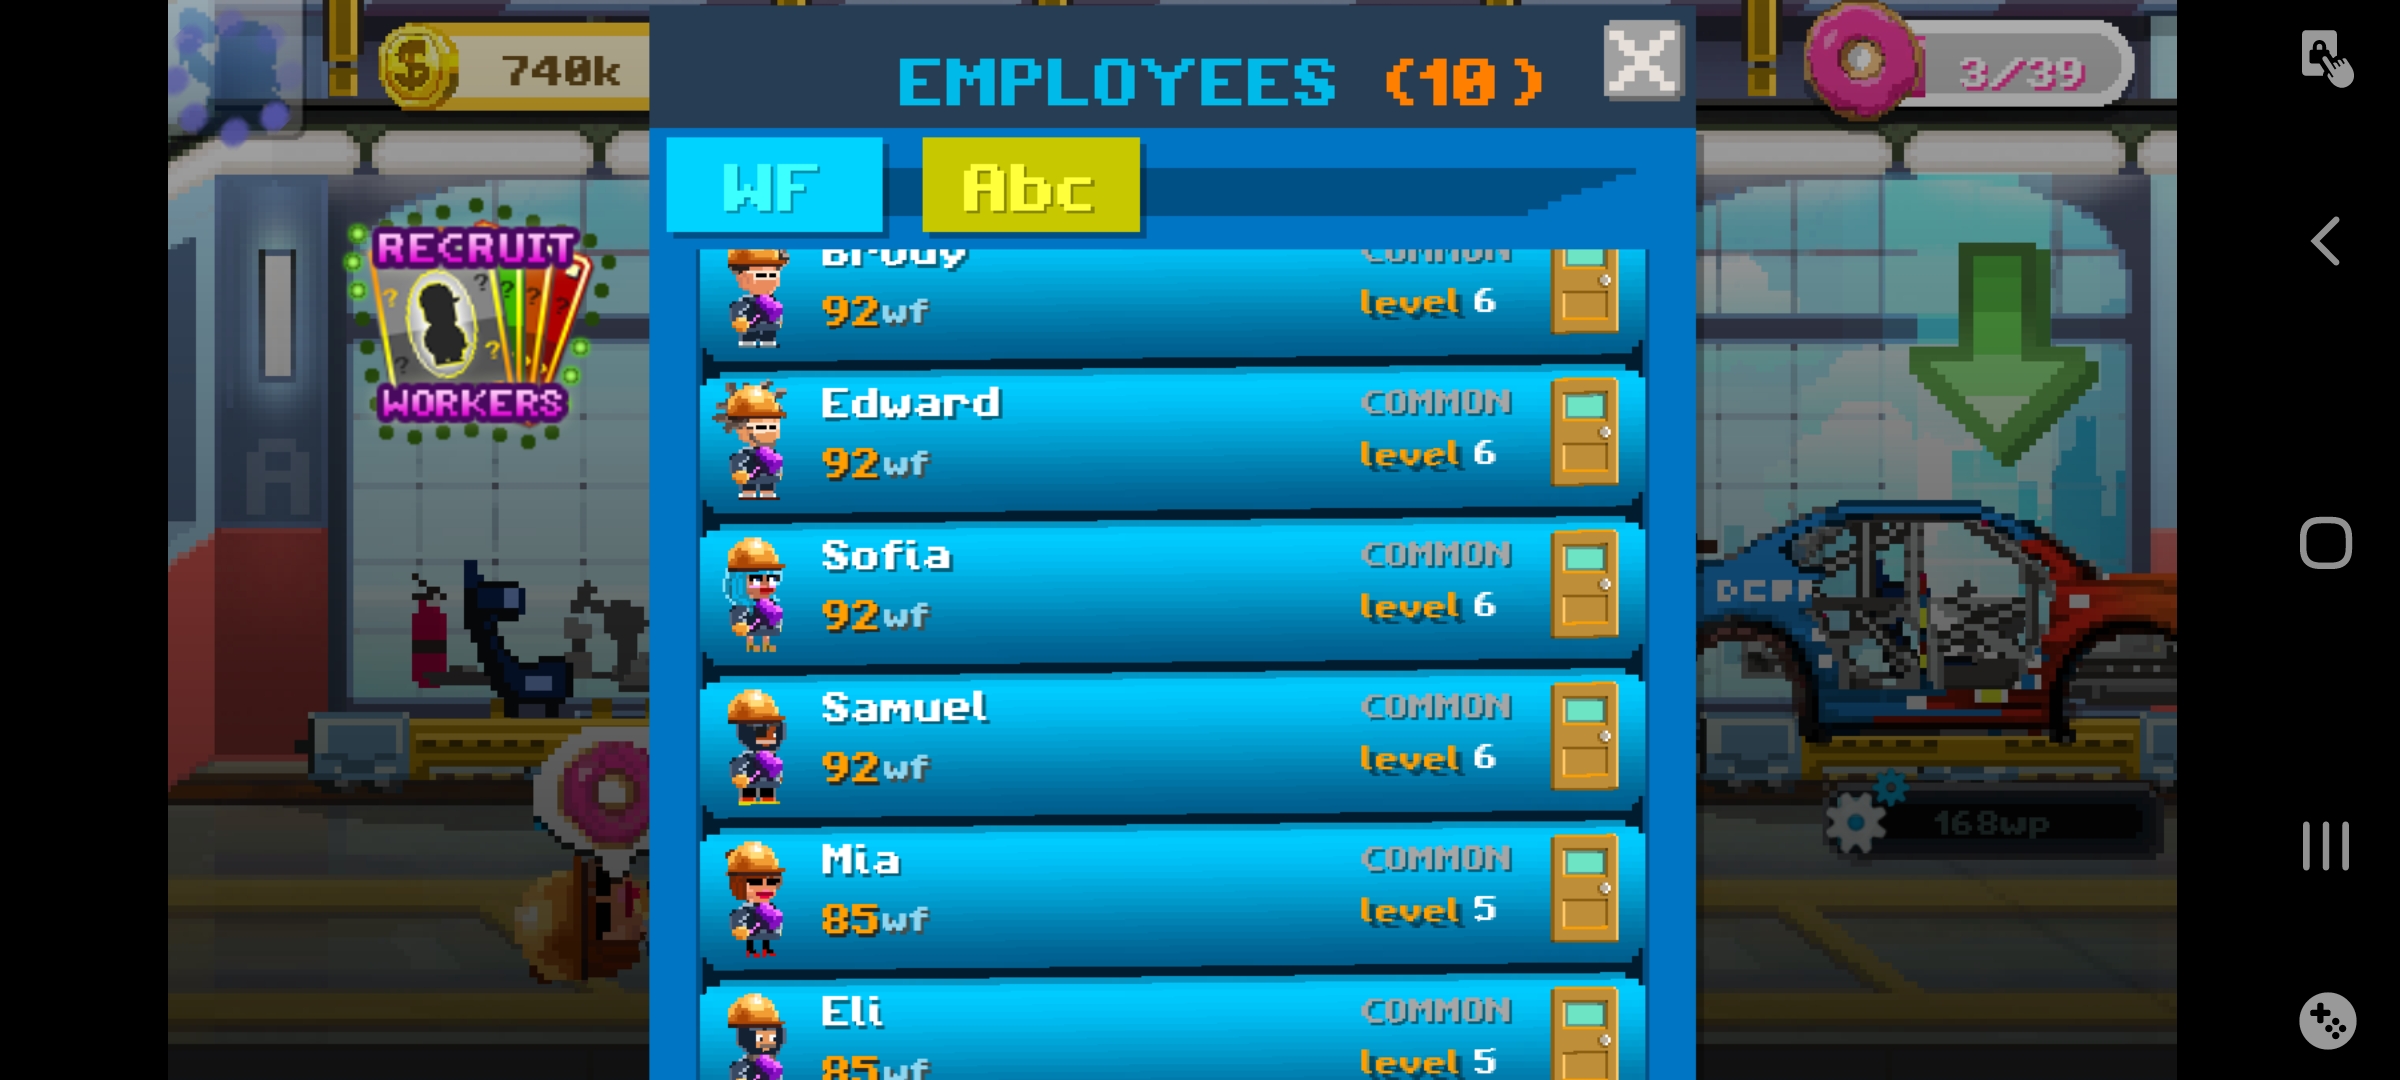 740k
EMPLOYEES (10)
3/39
WF Abc
RECRUIT
WORKERS
A
Brody COMMON
92wf level 6
Edward COMMON
92wf level 6
Sofia COMMON
92wf level 6
Samuel COMMON
92wf level 6
Mia COMMON
85wf level 5
Eli COMMON
85wf level 5
168wp